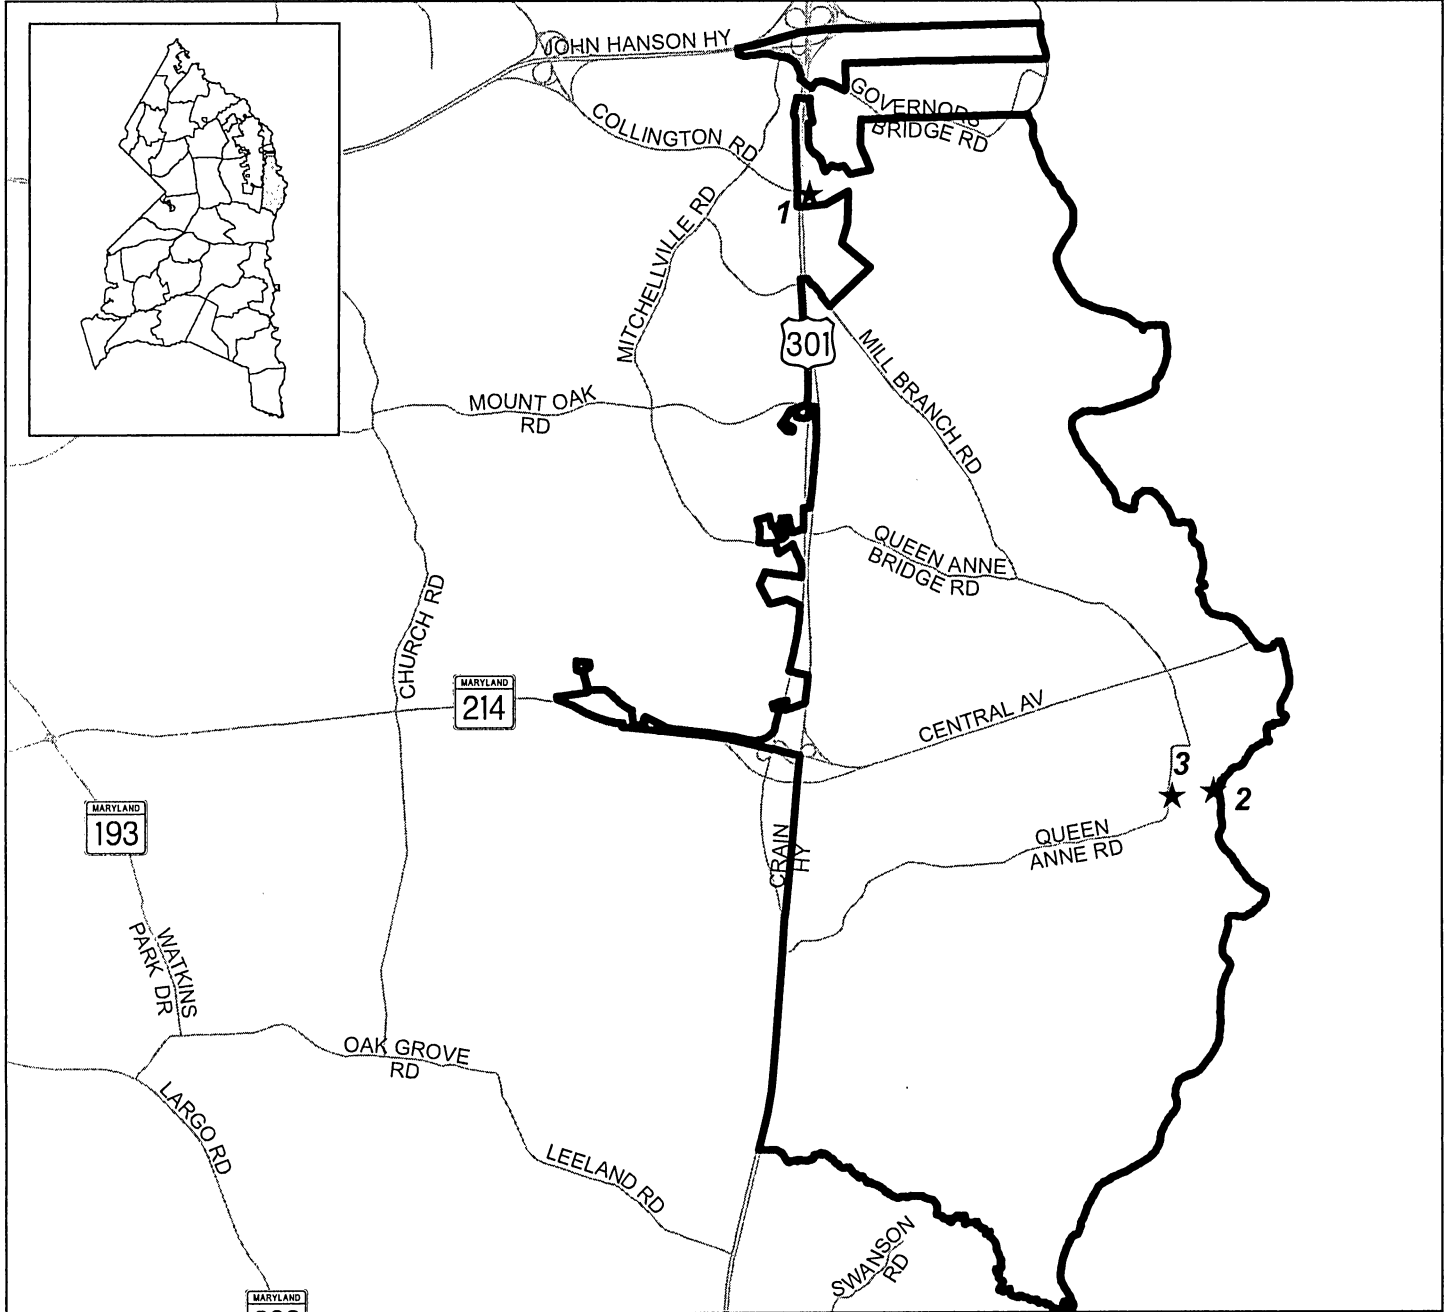 JOHN HANSON HY
GOVERNORS
BRIDGE RD
COLLINGTON RD
1
MITCHELLVILLE RD
301
MILL BRANCH RD
MOUNT OAK
RD
QUEEN ANNE
BRIDGE RD
CHURCH RD
MARYLAND
214
CENTRAL AV
3
2
MARYLAND
193
CRAIN
HY
QUEEN
ANNE RD
WATKINS
PARK DR
OAK GROVE
RD
LARGO RD
LEELAND RD
SWANSON
RD
MARYLAND